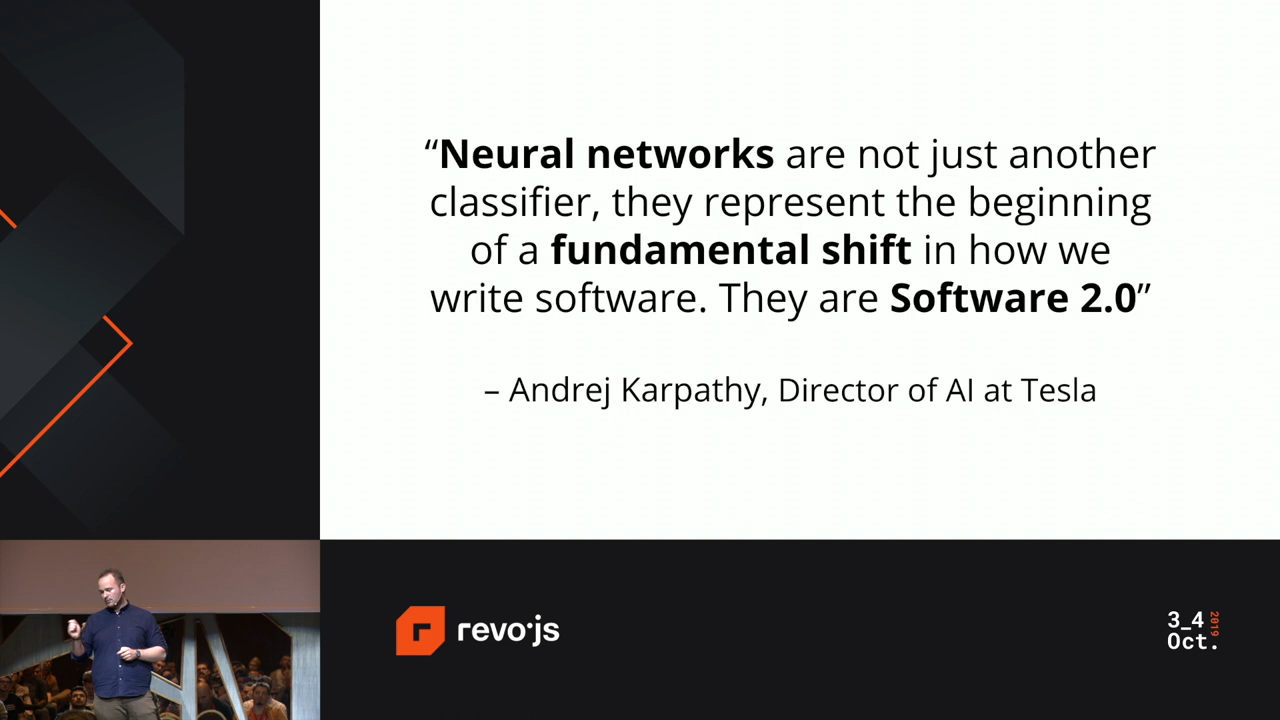 “Neural networks are not just another
classifier, they represent the beginning
of a fundamental shift in how we
write software. They are Software 2.0”
– Andrej Karpathy, Director of AI at Tesla
revo·js
3_4
Oct.
2019